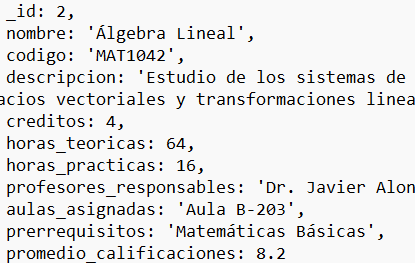 _id: 2,
nombre: 'Álgebra Lineal',
codigo: 'MAT1042',
descripcion: 'Estudio de los sistemas de
acios vectoriales y transformaciones linea
creditos: 4,
horas_teoricas: 64,
horas_practicas: 16,
profesores_responsables: 'Dr. Javier Alon
aulas_asignadas: 'Aula B-203',
prerrequisitos: 'Matemáticas Básicas',
promedio_calificaciones: 8.2